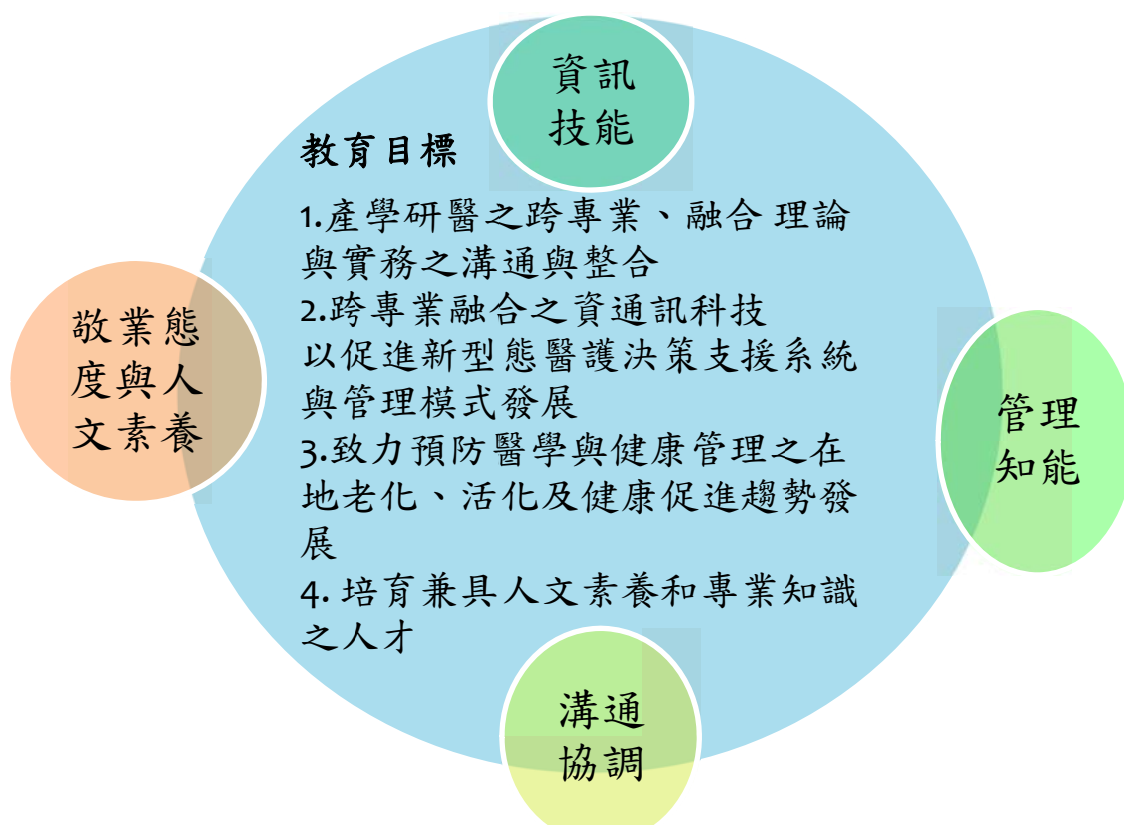 資訊
技能
教育目標
1.產學研醫之跨專業、融合 理論
與實務之溝通與整合
2.跨專業融合之資通訊科技
以促進新型態醫護決策支援系統
與管理模式發展
3.致力預防醫學與健康管理之在
地老化、活化及健康促進趨勢發
展
4. 培育兼具人文素養和專業知識
之人才
敬業態
度與人
文素養
管理
知能
溝通
協調